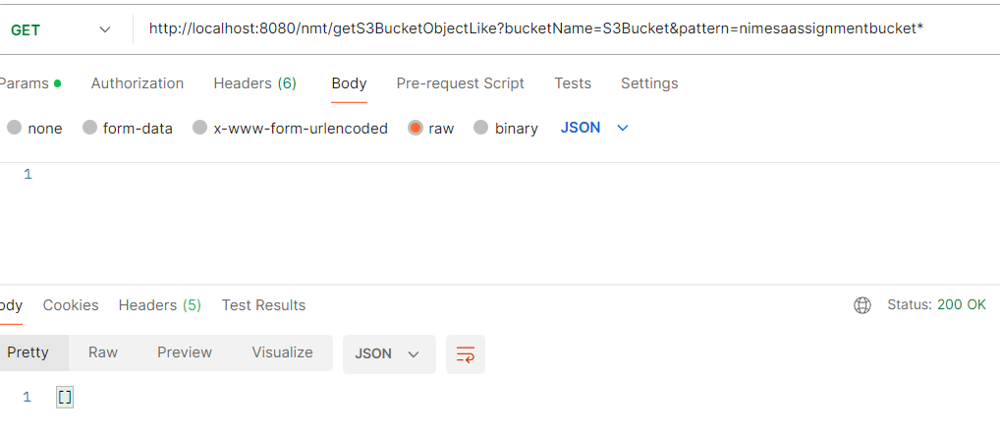 GET http://localhost:8080/nmt/getS3BucketObjectLike?bucketName=S3Bucket&pattern=nimesaassignmentbucket*
Params Authorization Headers (6) Body Pre-request Script Tests Settings
none form-data x-www-form-urlencoded raw binary JSON
1
ody Cookies Headers (5) Test Results Status: 200 OK
Pretty Raw Preview Visualize JSON
1 []